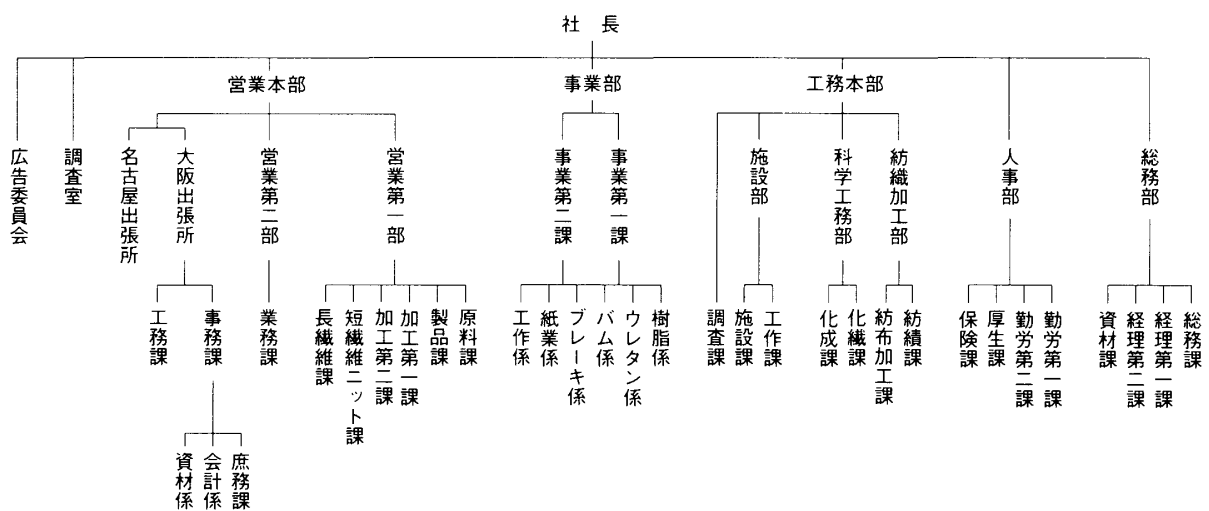 社長
営業本部
事業部
工務本部
広告委員会
調査室
名古屋出張所
大阪出張所
営業第二部
営業第一部
事業第二課
事業第一課
施設部
科学工務部
紡織加工部
人事部
総務部
工務課
事務課
業務課
長繊維課
短繊維ニット課
加工第二課
加工第一課
製品課
原料課
工作係
紙業係
ブレーキ係
バム係
ウレタン係
樹脂係
調査課
施設課
工作課
化成課
化繊課
紡布加工課
紡績課
保険課
厚生課
勤労第二課
勤労第一課
資材課
経理第二課
経理第一課
総務課
資材係
会計係
庶務課